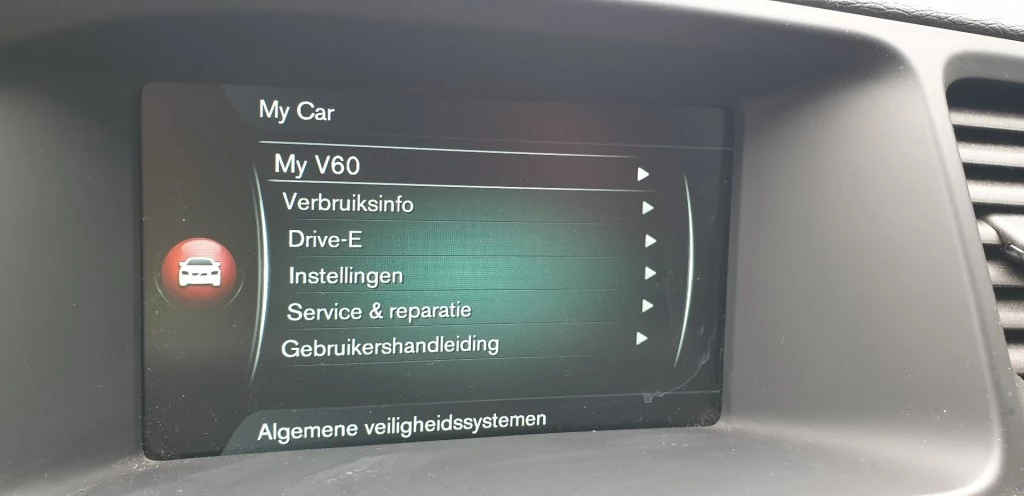 My Car
My V60
Verbruiksinfo
Drive-E
Instellingen
Service & reparatie
Gebruikershandleiding
Algemene veiligheidssystemen